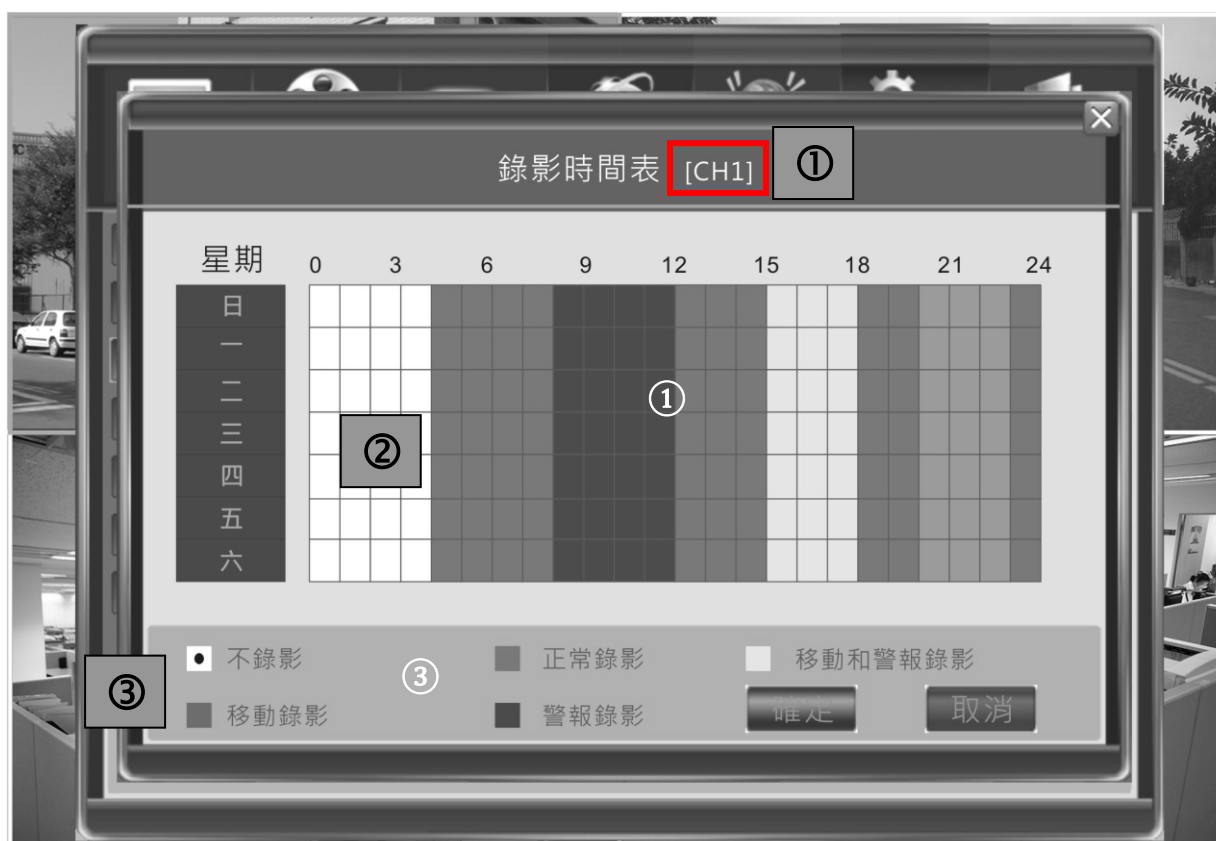 錄影時間表 [CH1] ①
星期 0 3 6 9 12 15 18 21 24
日
一
二 ①
三
② 
四
五
六
不錄影 正常錄影 移動和警報錄影
③ ③
移動錄影 警報錄影 確定 取消